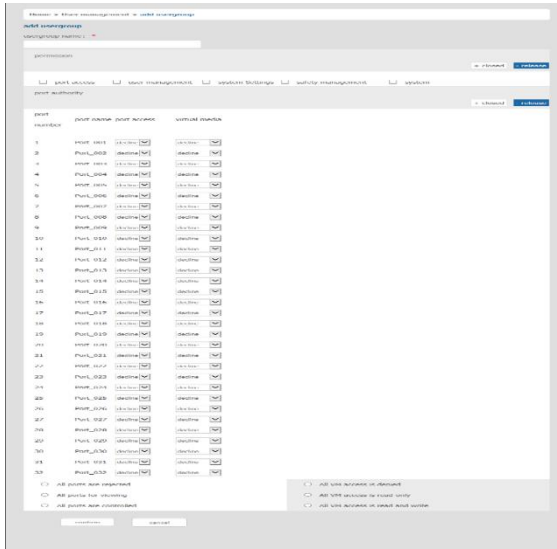 Home > User management > add usergroup
add usergroup
usergroup name: *
permission
+ closed - release
port access user management system Settings safety management system
port authority
+ closed - release
port number port name port access virtual media
1 Port_001 decline decline
2 Port_002 decline decline
3 Port_003 decline decline
4 Port_004 decline decline
5 Port_005 decline decline
6 Port_006 decline decline
7 Port_007 decline decline
8 Port_008 decline decline
9 Port_009 decline decline
10 Port_010 decline decline
11 Port_011 decline decline
12 Port_012 decline decline
13 Port_013 decline decline
14 Port_014 decline decline
15 Port_015 decline decline
16 Port_016 decline decline
17 Port_017 decline decline
18 Port_018 decline decline
19 Port_019 decline decline
20 Port_020 decline decline
21 Port_021 decline decline
22 Port_022 decline decline
23 Port_023 decline decline
24 Port_024 decline decline
25 Port_025 decline decline
26 Port_026 decline decline
27 Port_027 decline decline
28 Port_028 decline decline
29 Port_029 decline decline
30 Port_030 decline decline
31 Port_031 decline decline
32 Port_032 decline decline
All ports are rejected All VM access is denied
All ports for viewing All VM access is read only
All ports are controlled All VM access is read and write
confirm cancel